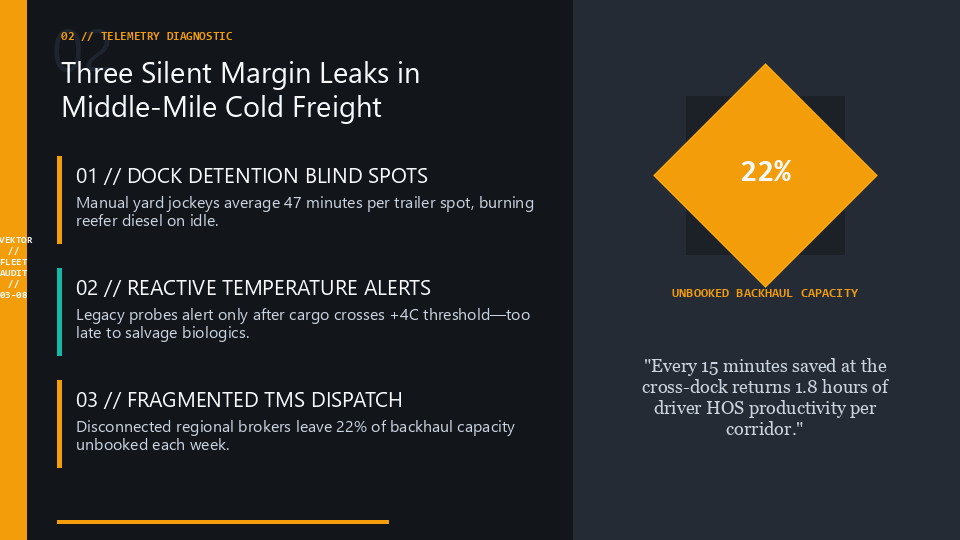 02
02 // TELEMETRY DIAGNOSTIC
Three Silent Margin Leaks in
Middle-Mile Cold Freight
01 // DOCK DETENTION BLIND SPOTS
Manual yard jockeys average 47 minutes per trailer spot, burning
reefer diesel on idle.
02 // REACTIVE TEMPERATURE ALERTS
Legacy probes alert only after cargo crosses +4C threshold—too
late to salvage biologics.
03 // FRAGMENTED TMS DISPATCH
Disconnected regional brokers leave 22% of backhaul capacity
unbooked each week.
VEKTOR
//
FLEET
AUDIT
//
03-08
22%
UNBOOKED BACKHAUL CAPACITY
"Every 15 minutes saved at the
cross-dock returns 1.8 hours of
driver HOS productivity per
corridor."